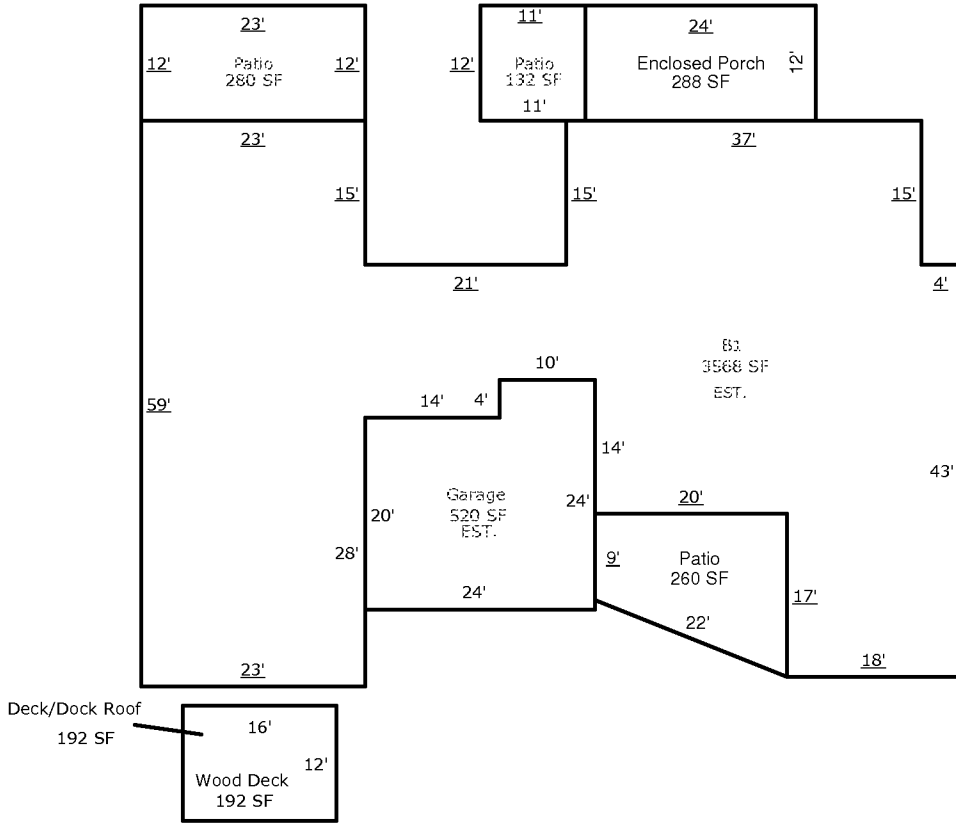 23'
12'
Patio
280 SF
12'
23'
11'
12'
Patio
132 SF
11'
24'
Enclosed Porch
288 SF
12'
37'
15'
15'
15'
21'
4'
B1
3568 SF
EST.
59'
10'
14'
4'
14'
43'
Garage
520 SF
EST.
20'
24'
28'
24'
20'
9'
Patio
260 SF
17'
22'
18'
23'
Deck/Dock Roof
192 SF
16'
12'
Wood Deck
192 SF